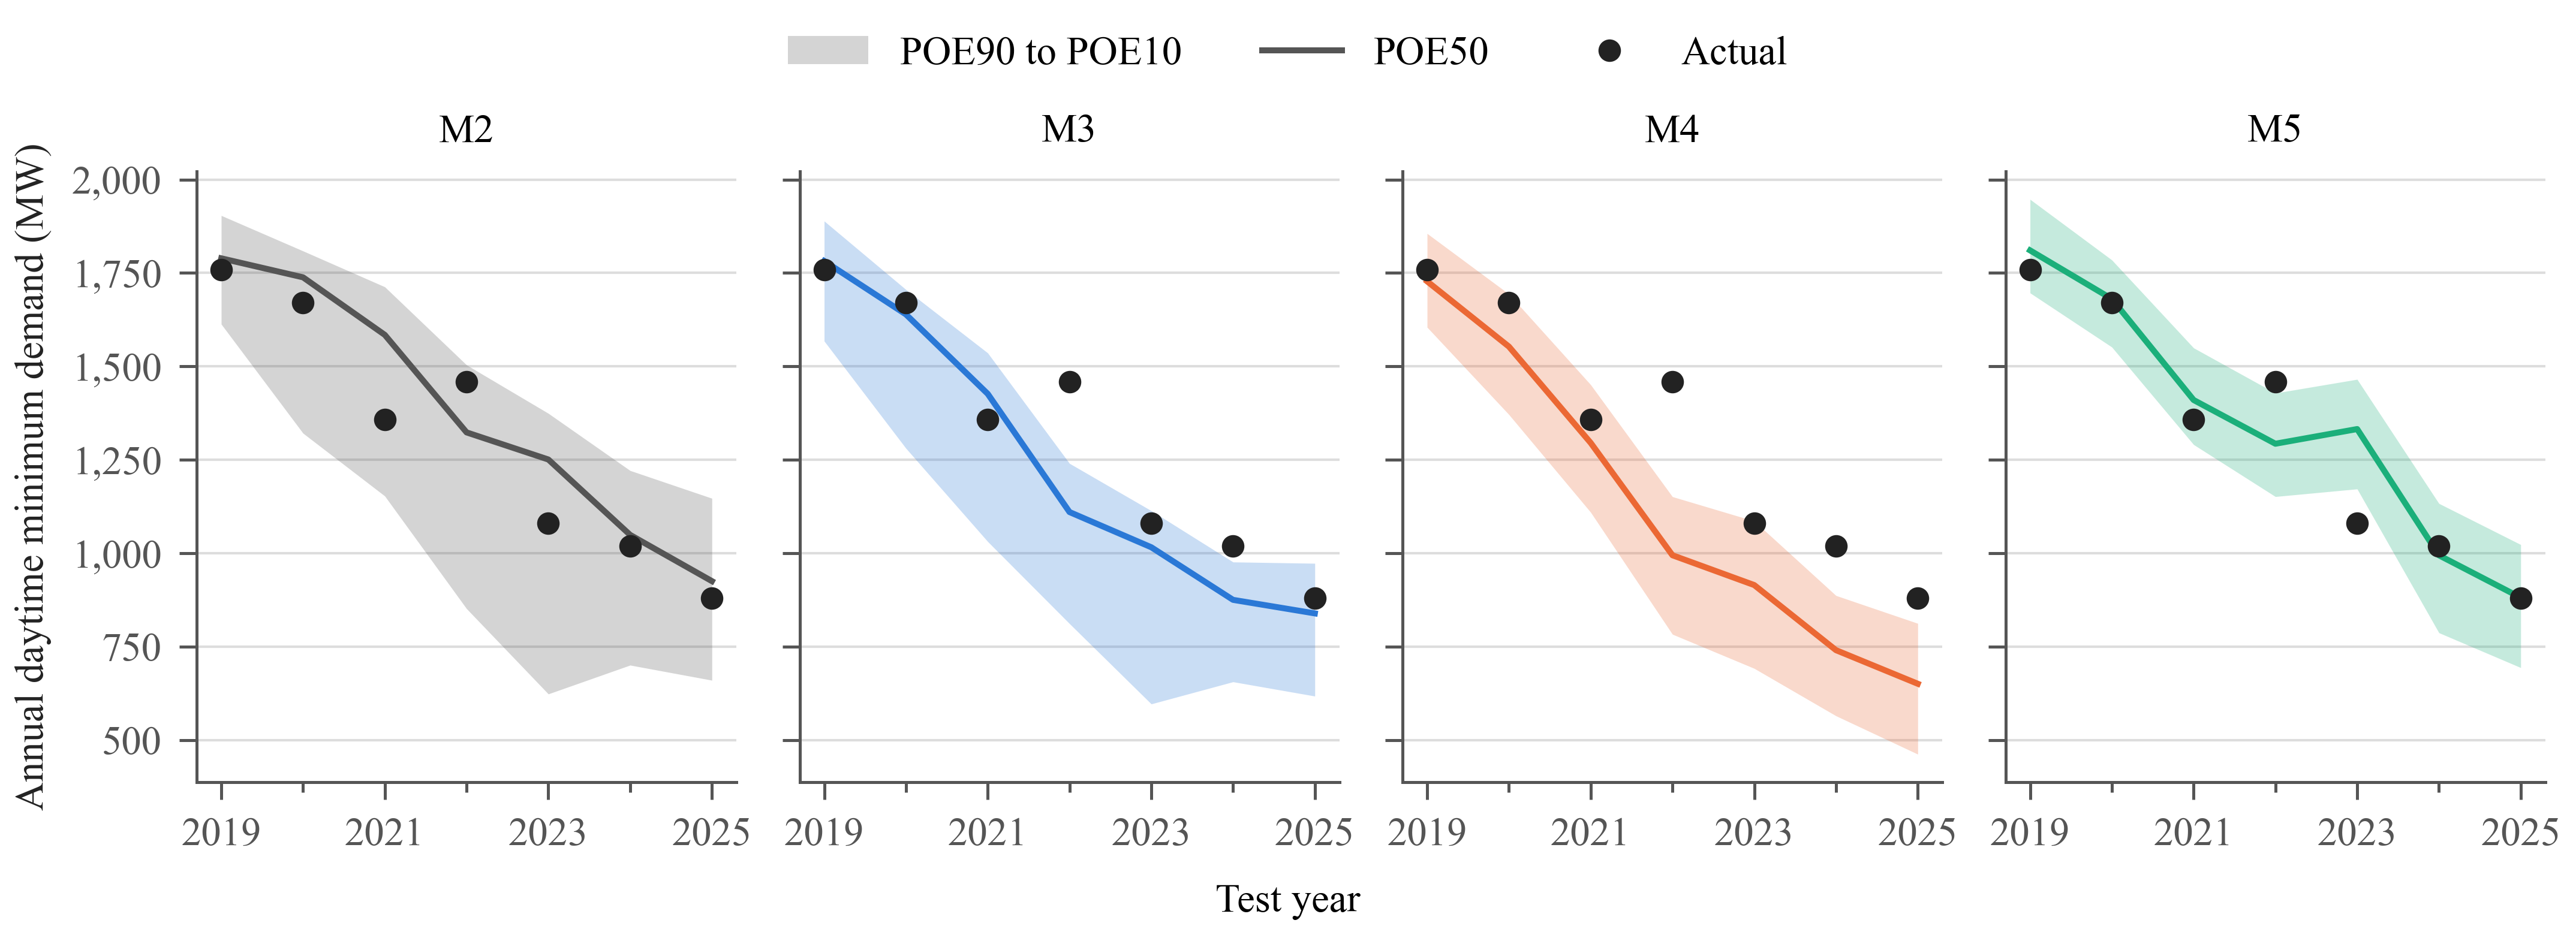 POE90 to POE10 POE50 Actual
M2 M3 M4 M5
Annual daytime minimum demand (MW)
2,000
1,750
1,500
1,250
1,000
750
500
2019 2021 2023 2025 2019 2021 2023 2025 2019 2021 2023 2025 2019 2021 2023 2025
Test year